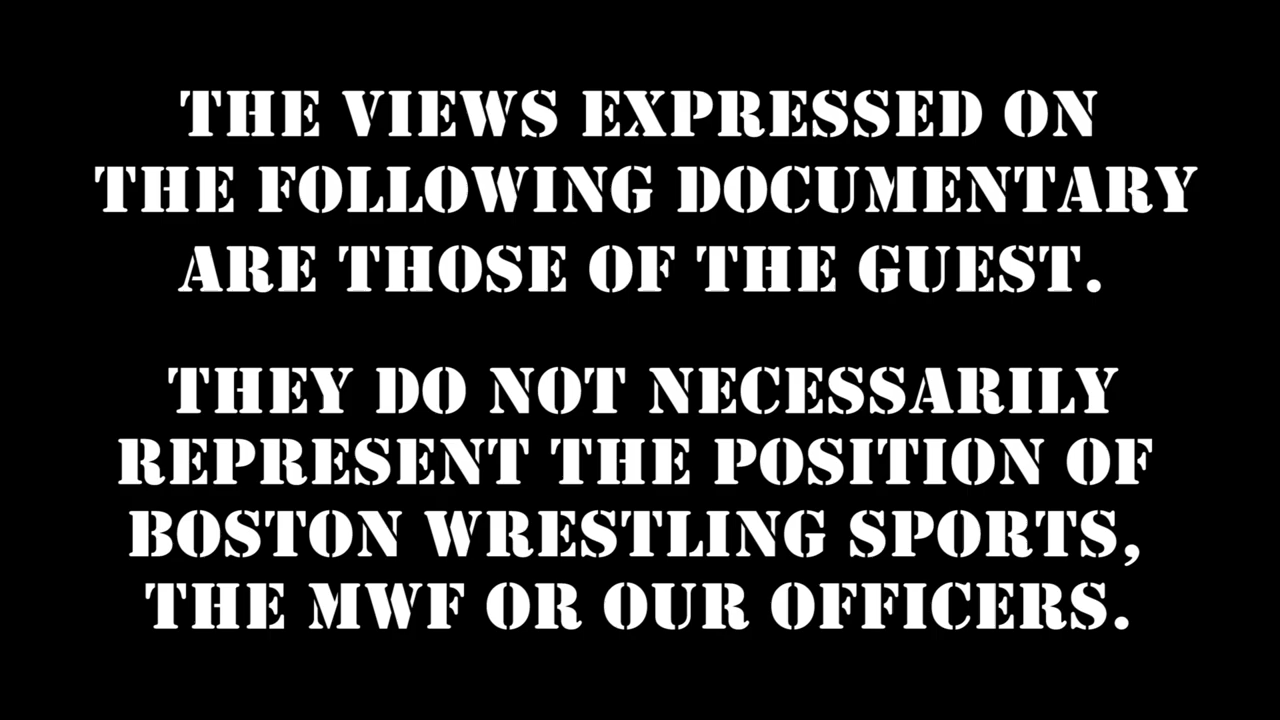 THE VIEWS EXPRESSED ON
THE FOLLOWING DOCUMENTARY
ARE THOSE OF THE GUEST.
THEY DO NOT NECESSARILY
REPRESENT THE POSITION OF
BOSTON WRESTLING SPORTS,
THE MWF OR OUR OFFICERS.